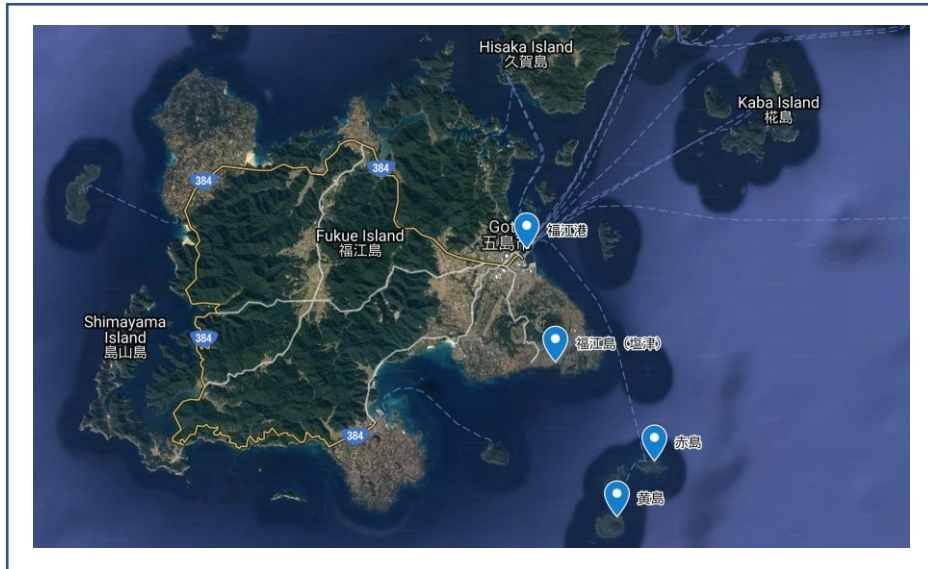 Hisaka Island
久賀島
Kaba Island
椛島
384
384
Goto
五島市
福江港
Fukue Island
福江島
Shimayama
Island
島山島
384
福江島（塩津）
384
赤島
黄島